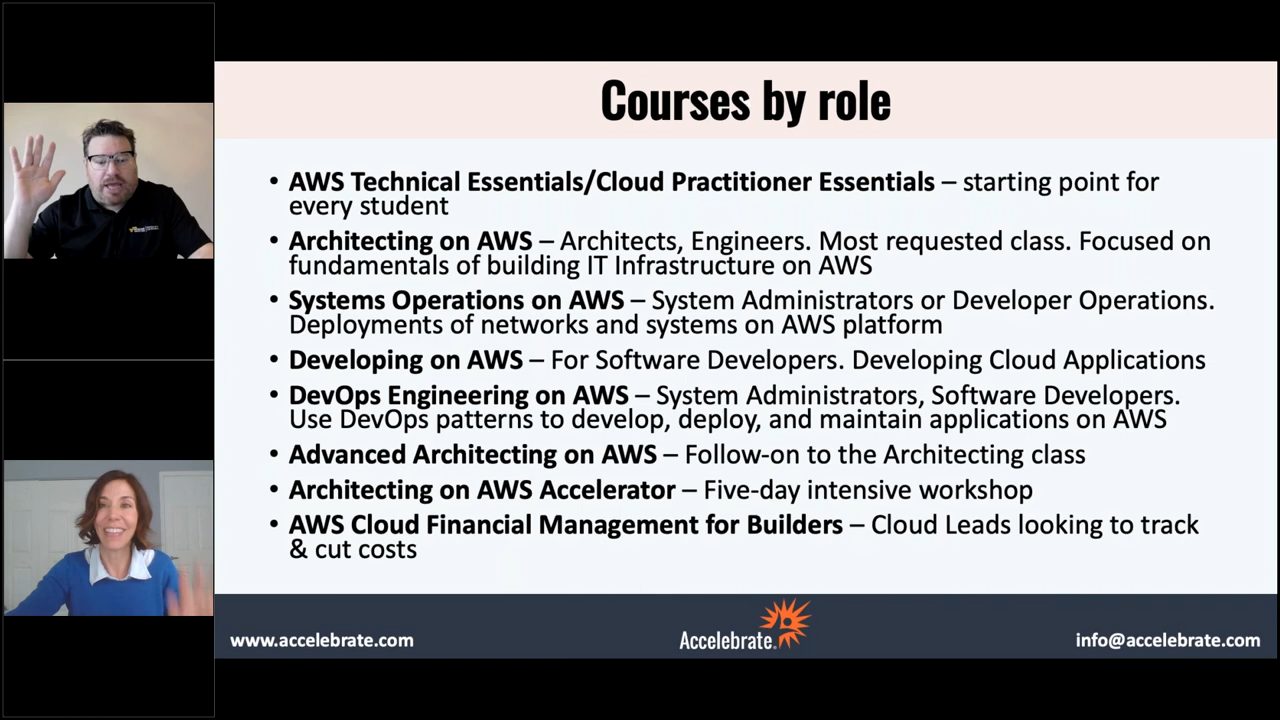 Courses by role
• AWS Technical Essentials/Cloud Practitioner Essentials – starting point for
every student
• Architecting on AWS – Architects, Engineers. Most requested class. Focused on
fundamentals of building IT Infrastructure on AWS
• Systems Operations on AWS – System Administrators or Developer Operations.
Deployments of networks and systems on AWS platform
• Developing on AWS – For Software Developers. Developing Cloud Applications
• DevOps Engineering on AWS – System Administrators, Software Developers.
Use DevOps patterns to develop, deploy, and maintain applications on AWS
• Advanced Architecting on AWS – Follow-on to the Architecting class
• Architecting on AWS Accelerator – Five-day intensive workshop
• AWS Cloud Financial Management for Builders – Cloud Leads looking to track
& cut costs
www.accelebrate.com
Accelebrate®
info@accelebrate.com